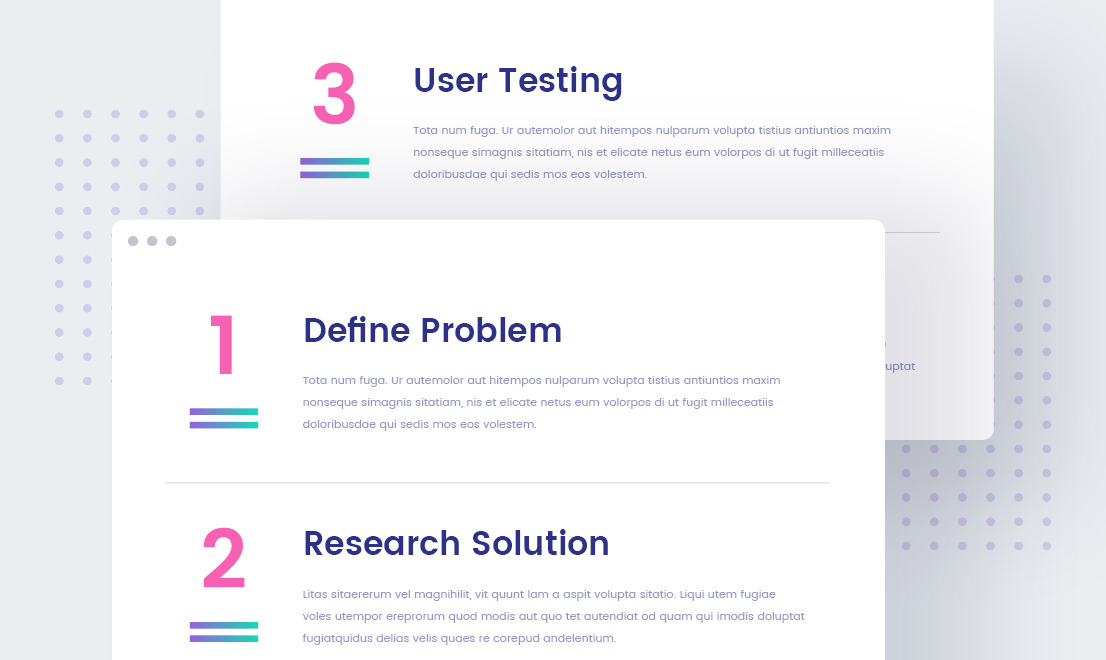 3
User Testing
Tota num fuga. Ur autemolor aut hitempos nulparum volupta tistius antiuntios maxim
nonseque simagnis sitatiam, nis et elicate netus eum volorpos di ut fugit milleceatiis
doloribusdae qui sedis mos eos volestem.
1
Define Problem
Tota num fuga. Ur autemolor aut hitempos nulparum volupta tistius antiuntios maxim
nonseque simagnis sitatiam, nis et elicate netus eum volorpos di ut fugit milleceatiis
doloribusdae qui sedis mos eos volestem.
2
Research Solution
Litas sitaererum vel magnihilit, vit quunt lam a aspit volupta sitatio. Liqui utem fugiae
voles utempor ereprorum quod modis aut quo tet autendiat od quam qui imodis doluptat
fugiatquidus delias velis quaes re corepud andelentium.